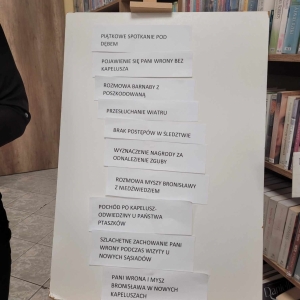 PIĄTKOWE SPOTKANIE POD
DĘBEM
POJAWIENIE SIĘ PANI WRONY BEZ
KAPELUSZA
ROZMOWA BARNABY Z
POSZKODOWANĄ
PRZESŁUCHANIE WIATRU
BRAK POSTĘPÓW W ŚLEDZTWIE
WYZNACZENIE NAGRODY ZA
ODNALEZIENIE ZGUBY
ROZMOWA MYSZY BRONISŁAWY
Z NIEDŹWIEDZIEM
POCHÓD PO KAPELUSZ.
ODWIEDZINY U PAŃSTWA
PTASZKÓW
SZLACHETNE ZACHOWANIE PANI
WRONY PODCZAS WIZYTY U
NOWYCH SĄSIADÓW
PANI WRONA I MYSZ
BRONISŁAWA W NOWYCH
KAPELUSZACH